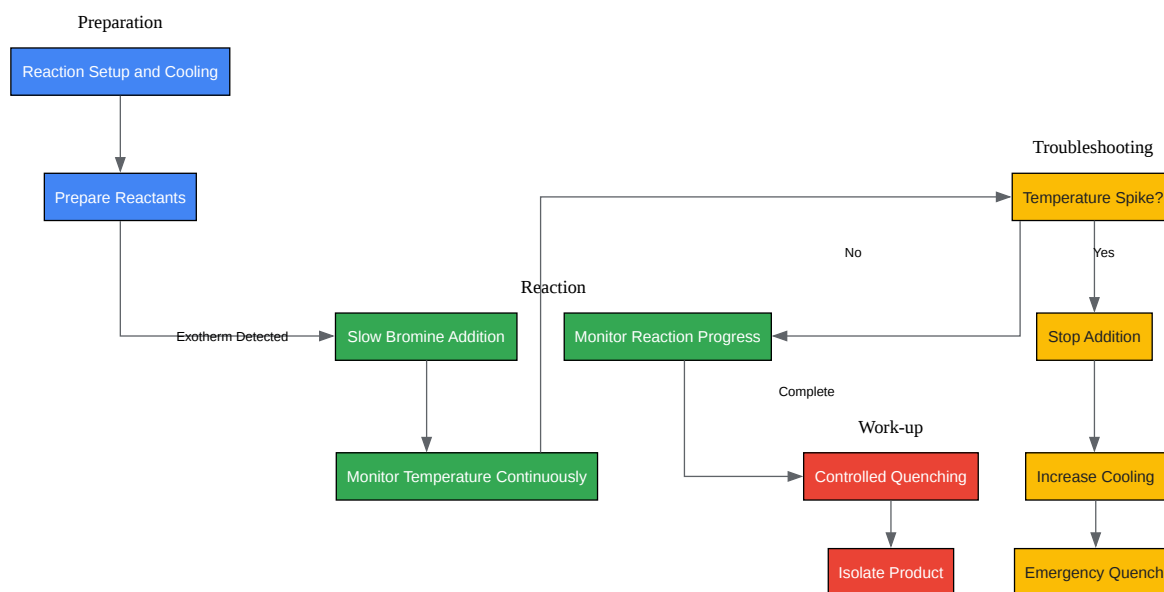 Preparation
Reaction Setup and Cooling
Prepare Reactants
Exotherm Detected
Reaction
Slow Bromine Addition
Monitor Temperature Continuously
Monitor Reaction Progress
Complete
Work-up
Controlled Quenching
Isolate Product
Troubleshooting
Temperature Spike?
No
Yes
Stop Addition
Increase Cooling
Emergency Quench